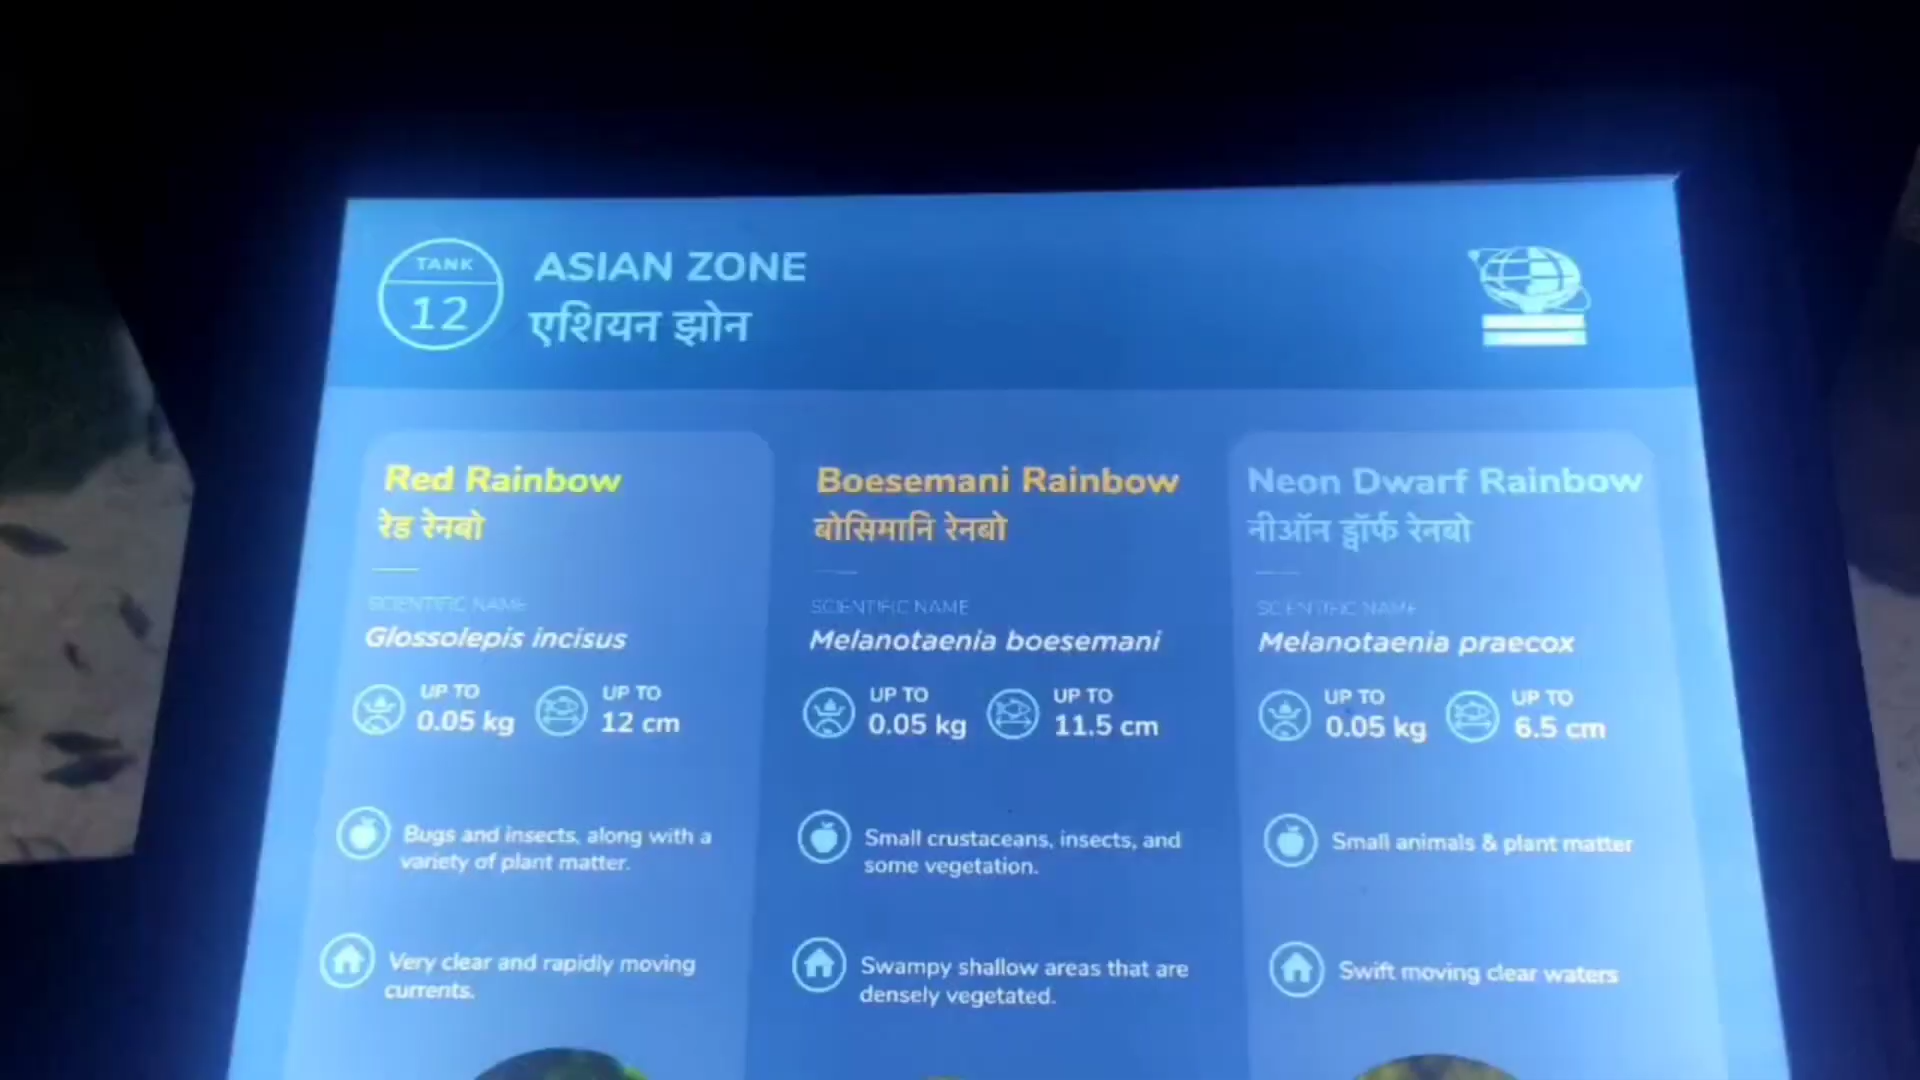 TANK
12
ASIAN ZONE
एशियन झोन
Red Rainbow
रेड रेनबो
SCIENTIFIC NAME
Glossolepis incisus
UP TO
0.05 kg
UP TO
12 cm
Bugs and insects, along with a
variety of plant matter.
Very clear and rapidly moving
currents.
Boesemani Rainbow
बोसिमानि रेनबो
SCIENTIFIC NAME
Melanotaenia boesemani
UP TO
0.05 kg
UP TO
11.5 cm
Small crustaceans, insects, and
some vegetation.
Swampy shallow areas that are
densely vegetated.
Neon Dwarf Rainbow
नीऑन ड्वॉर्फ रेनबो
SCIENTIFIC NAME
Melanotaenia praecox
UP TO
0.05 kg
UP TO
6.5 cm
Small animals & plant matter
Swift moving clear waters